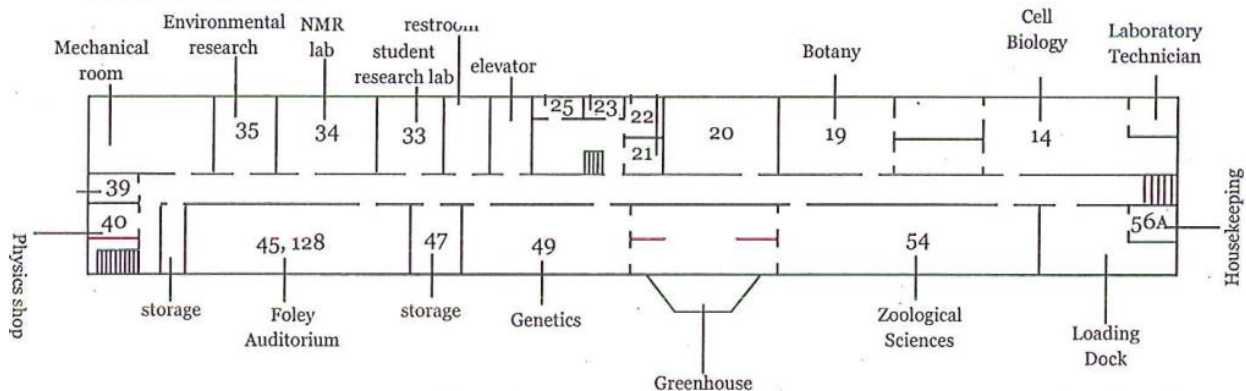 Environmental
research
NMR
lab
restroom
student
research lab
elevator
Mechanical
room
Botany
Cell
Biology
Laboratory
Technician
35
34
33
25
23
22
21
20
19
14
39
40
45, 128
47
49
54
56A
Physics shop
Housekeeping
storage
Foley
Auditorium
storage
Genetics
Zoological
Sciences
Loading
Dock
Greenhouse